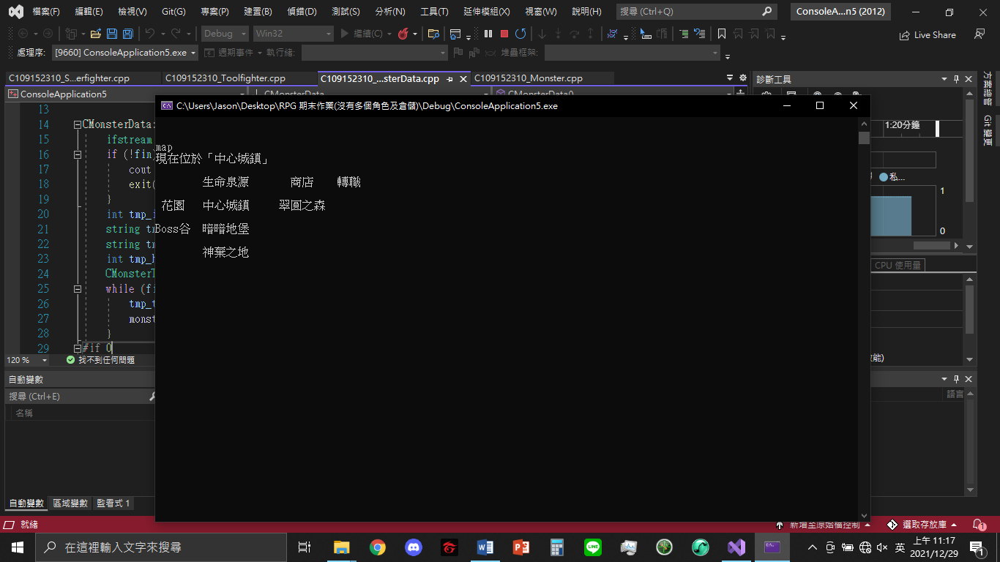 檔案(F) 編輯(E) 檢視(V) Git(G) 專案(P) 建置(B) 偵錯(D) 測試(S) 分析(N) 工具(T) 延伸模組(X) 視窗(W) 說明(H) 搜尋 (Ctrl+Q) ConsoleA...n5 (2012)
Debug Win32 繼續(C) Live Share
處理序: [9660] ConsoleApplication5.exe 週期事件 執行緒: 堆疊框架:
C109152310_S...erfighter.cpp C109152310_Toolfighter.cpp C109152310_...sterData.cpp C109152310_Monster.cpp 診斷工具
ConsoleApplication5 CMonsterData CMonsterData()
方案總管
Git 變更
C:\Users\Jason\Desktop\RPG 期末作業(沒有多個角色及倉儲)\Debug\ConsoleApplication5.exe
13
14 CMonsterData:
15 ifstream
16 if (!fin)
17 cout
18 exit(
19 }
20 int tmp_i
21 string tm
22 string tm
23 int tmp_h
24 CMonsterT
25 while (fi
26 tmp_t
27 monst
28 }
29 #if 0
map
現在位於「中心城鎮」
生命泉源 商店 轉職
花園 中心城鎮 翠圓之森
Boss谷 暗暗地堡
神棄之地
1:20分鐘
私...
1
0
CPU 使用量
效能)
語言
120 % 找不到任何問題
自動變數
搜尋 (Ctrl+E)
名稱
自動變數 區域變數 監看式 1
就緒 新增至原始檔控制 選取存放庫 1
在這裡輸入文字來搜尋 英 上午 11:17
2021/12/29 1